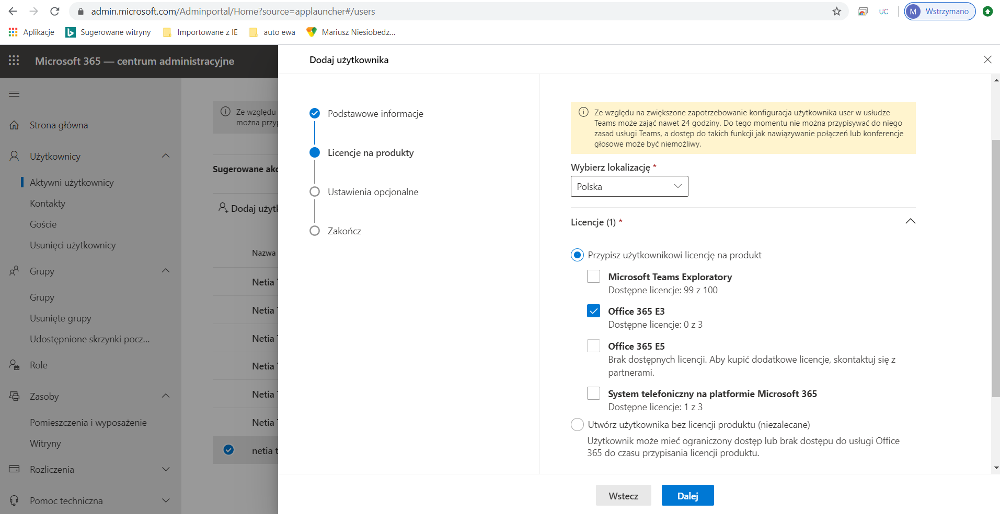 admin.microsoft.com/Adminportal/Home?source=applauncher#/users
UC
M
Wstrzymano
Aplikacje
Sugerowane witryny
Importowane z IE
auto ewa
Mariusz Niesiobedz...
Microsoft 365 — centrum administracyjne
Strona główna
Użytkownicy
Aktywni użytkownicy
Kontakty
Goście
Usunięci użytkownicy
Grupy
Grupy
Usunięte grupy
Udostępnione skrzynki pocz...
Role
Zasoby
Pomieszczenia i wyposażenie
Witryny
Rozliczenia
Pomoc techniczna
Ze względu
można przyp
Sugerowane akc
Dodaj użytk
Nazwa
Netia T
Netia T
Netia T
Netia T
Netia T
Netia T
netia t
Dodaj użytkownika
Podstawowe informacje
Licencje na produkty
Ustawienia opcjonalne
Zakończ
Ze względu na zwiększone zapotrzebowanie konfiguracja użytkownika user w usłudze
Teams może zająć nawet 24 godziny. Do tego momentu nie można przypisywać do niego
zasad usługi Teams, a dostęp do takich funkcji jak nawiązywanie połączeń lub konferencje
głosowe może być niemożliwy.
Wybierz lokalizację *
Polska
Licencje (1) *
Przypisz użytkownikowi licencję na produkt
Microsoft Teams Exploratory
Dostępne licencje: 99 z 100
Office 365 E3
Dostępne licencje: 0 z 3
Office 365 E5
Brak dostępnych licencji. Aby kupić dodatkowe licencje, skontaktuj się z
partnerami.
System telefoniczny na platformie Microsoft 365
Dostępne licencje: 1 z 3
Utwórz użytkownika bez licencji produktu (niezalecane)
Użytkownik może mieć ograniczony dostęp lub brak dostępu do usługi Office
365 do czasu przypisania licencji produktu.
Wstecz
Dalej